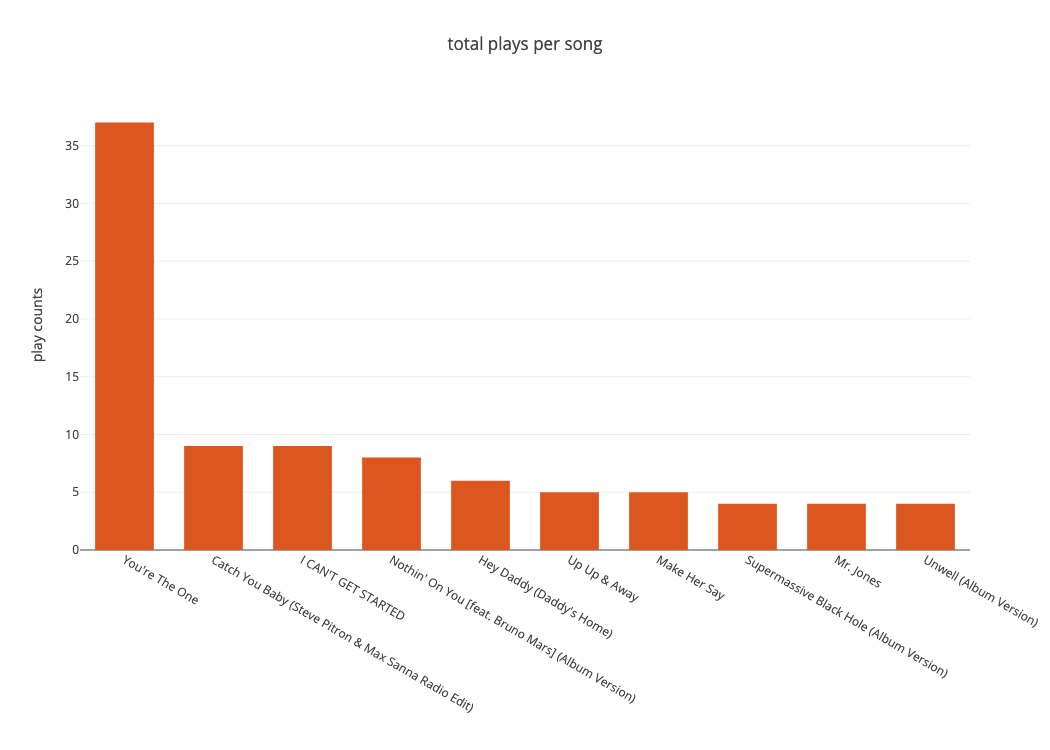 total plays per song
play counts
35
30
25
20
15
10
5
0
You're The One
Catch You Baby (Steve Pitron & Max Sanna Radio Edit)
I CAN'T GET STARTED
Nothin' On You [feat. Bruno Mars] (Album Version)
Hey Daddy (Daddy's Home)
Up Up & Away
Make Her Say
Supermassive Black Hole (Album Version)
Mr. Jones
Unwell (Album Version)